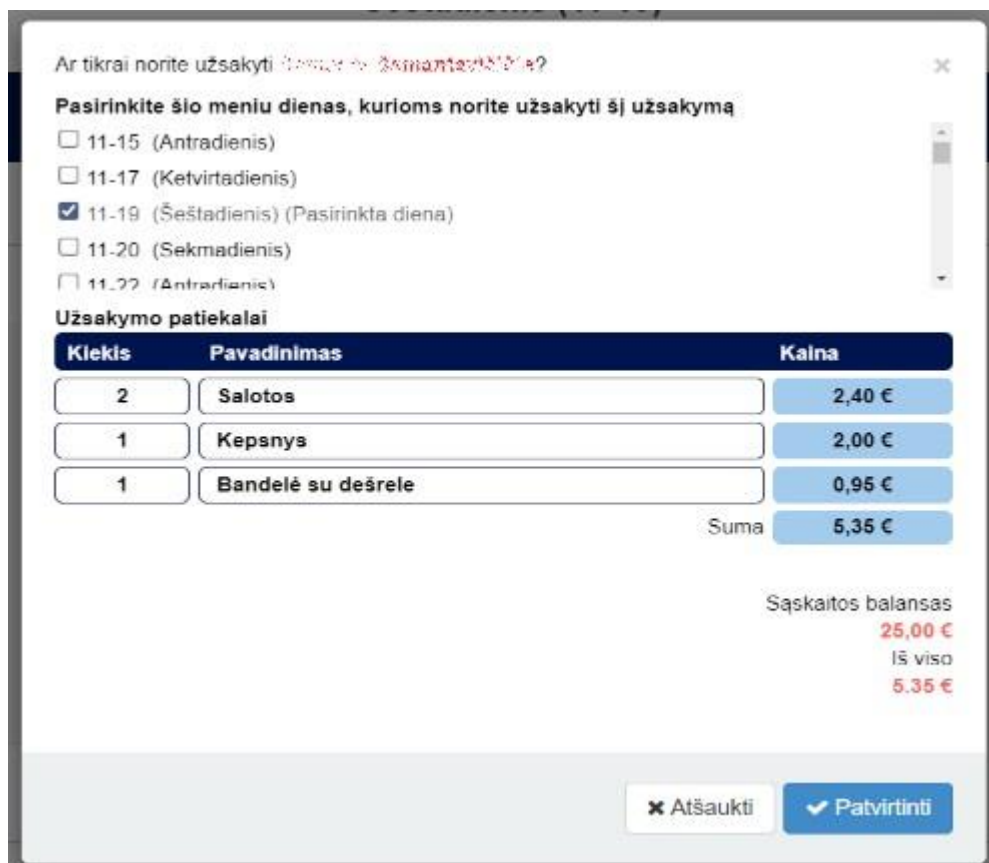 Ar tikrai norite užsakyti ?
×
Pasirinkite šio meniu dienas, kurioms norite užsakyti šį užsakymą
11-15 (Antradienis)
11-17 (Ketvirtadienis)
11-19 (Šeštadienis) (Pasirinkta diena)
11-20 (Sekmadienis)
11-22 (Antradienis)
Užsakymo patiekalai
Kiekis Pavadinimas Kaina
2 Salotos 2,40 €
1 Kepsnys 2,00 €
1 Bandelė su dešrele 0,95 €
Suma 5,35 €
Sąskaitos balansas
25,00 €
Iš viso
5.35 €
Atšaukti Patvirtinti